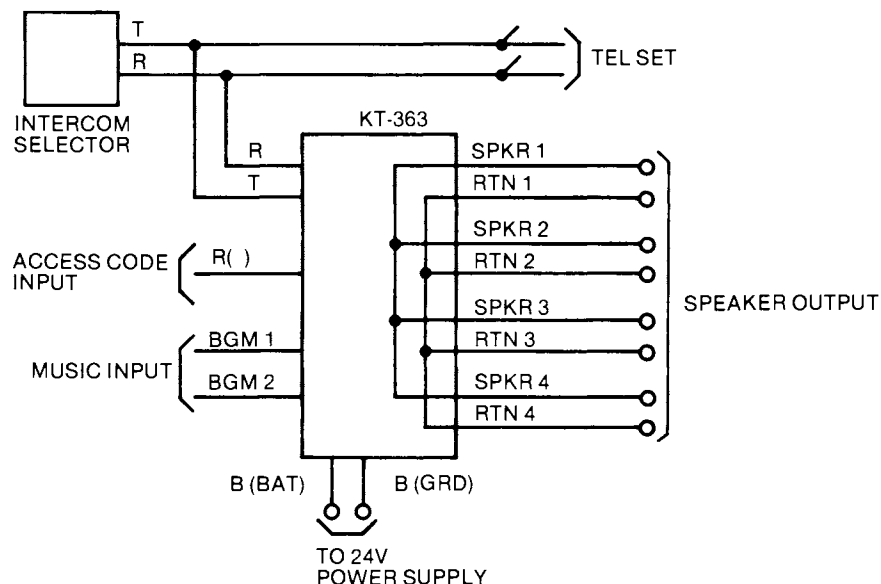 T
R
TEL SET
INTERCOM
SELECTOR
KT-363
R
T
ACCESS CODE
INPUT
R( )
MUSIC INPUT
BGM 1
BGM 2
SPKR 1
RTN 1
SPKR 2
RTN 2
SPKR 3
RTN 3
SPKR 4
RTN 4
SPEAKER OUTPUT
B (BAT)
B (GRD)
TO 24V
POWER SUPPLY